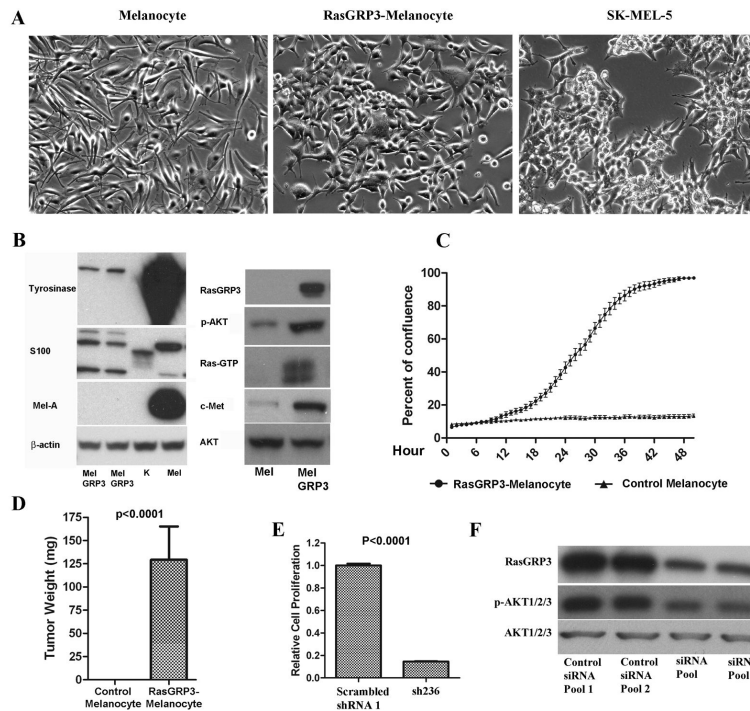 A
Melanocyte
RasGRP3-Melanocyte
SK-MEL-5
B
Tyrosinase
S100
Mel-A
β-actin
Mel
GRP3
Mel
GRP3
K
Mel
RasGRP3
p-AKT
Ras-GTP
c-Met
AKT
Mel
Mel
GRP3
C
Percent of confluence
100
80
60
40
20
0
Hour
0
6
12
18
24
30
36
42
48
RasGRP3-Melanocyte
Control Melanocyte
D
p<0.0001
Tumor Weight (mg)
175
150
125
100
75
50
25
0
Control
Melanocyte
RasGRP3-
Melanocyte
E
P<0.0001
Relative Cell Proliferation
1.2
1.0
0.8
0.6
0.4
0.2
0.0
Scrambled
shRNA 1
sh236
F
RasGRP3
p-AKT1/2/3
AKT1/2/3
Control
siRNA
Pool 1
Control
siRNA
Pool 2
siRNA
Pool
siRN
Pool